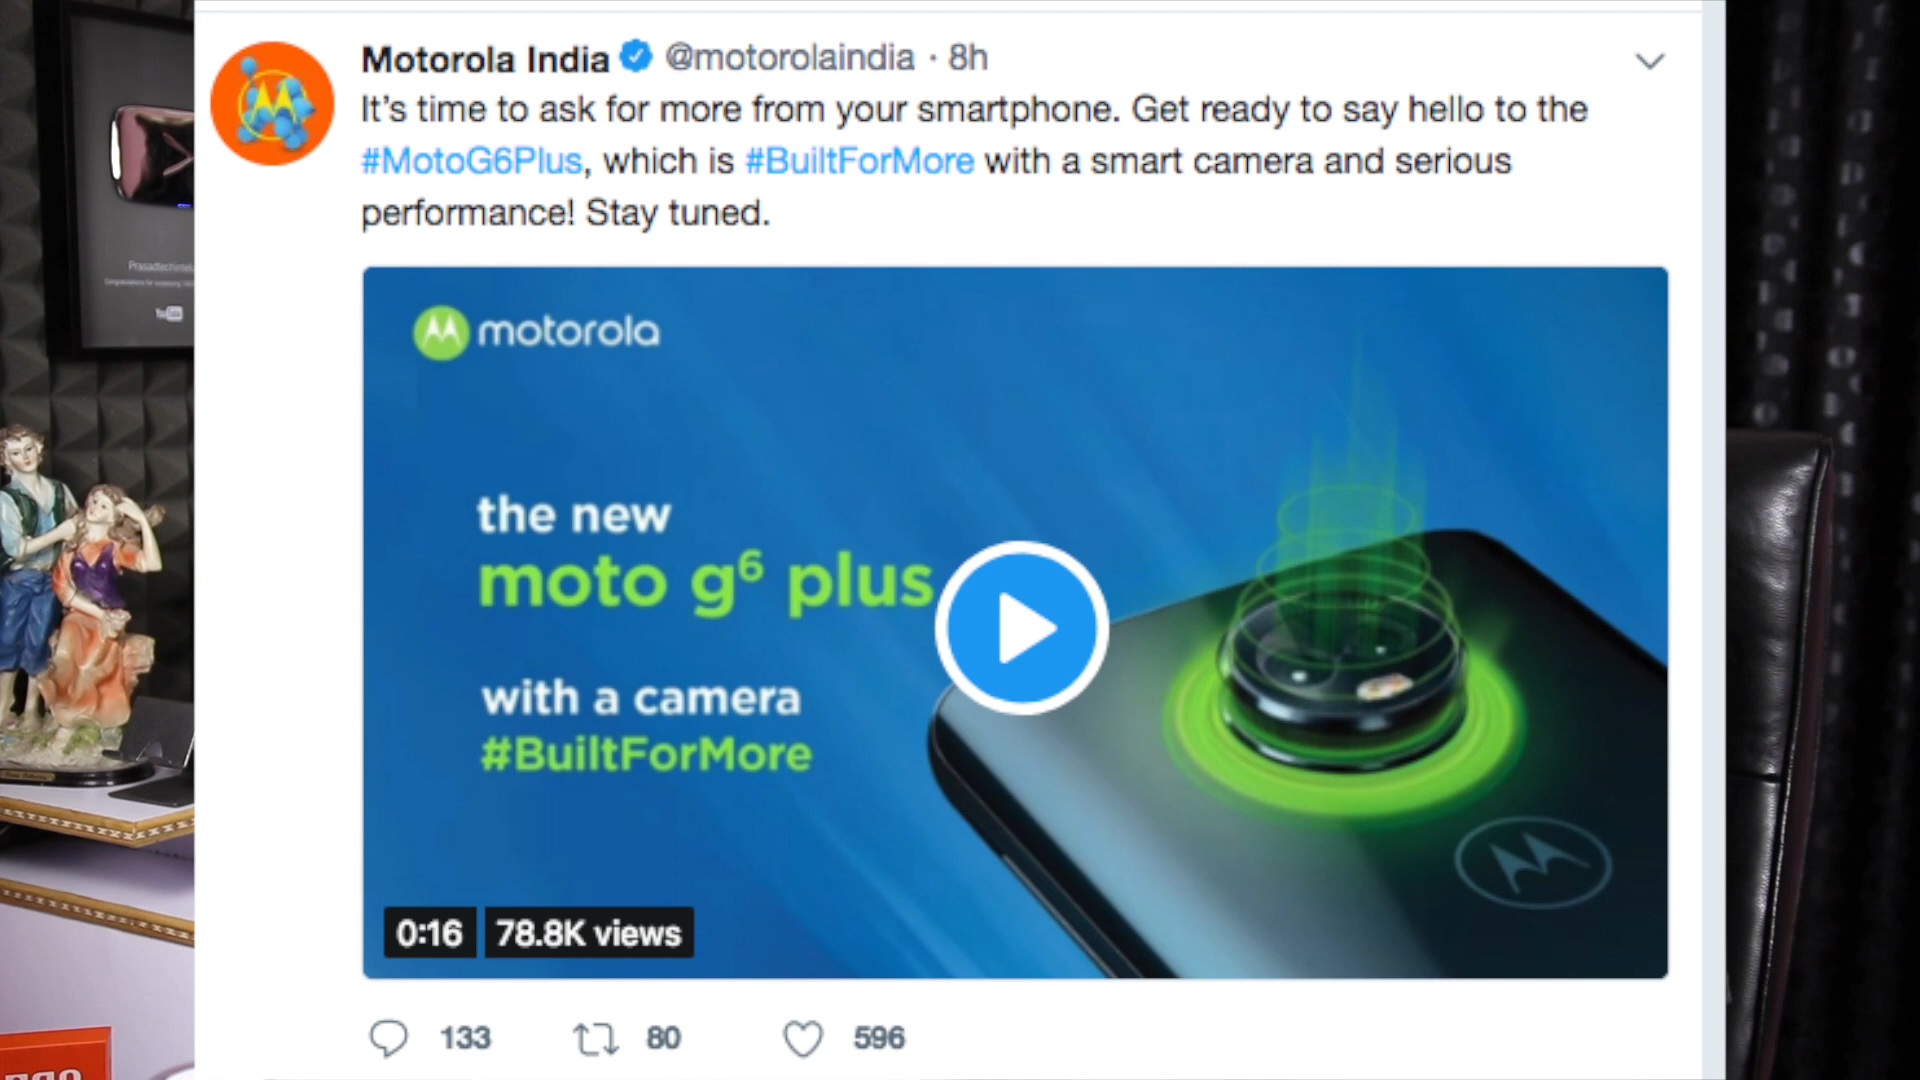 Motorola India @motorolaindia · 8h
It's time to ask for more from your smartphone. Get ready to say hello to the
#MotoG6Plus, which is #BuiltForMore with a smart camera and serious
performance! Stay tuned.
motorola
the new
moto g6 plus
with a camera
#BuiltForMore
0:16 78.8K views
133 80 596
Prasadtechintel
YouTube